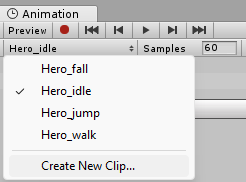 Animation
Preview
Hero_idle Samples 60
Hero_fall
Hero_idle
Hero_jump
Hero_walk
Create New Clip...